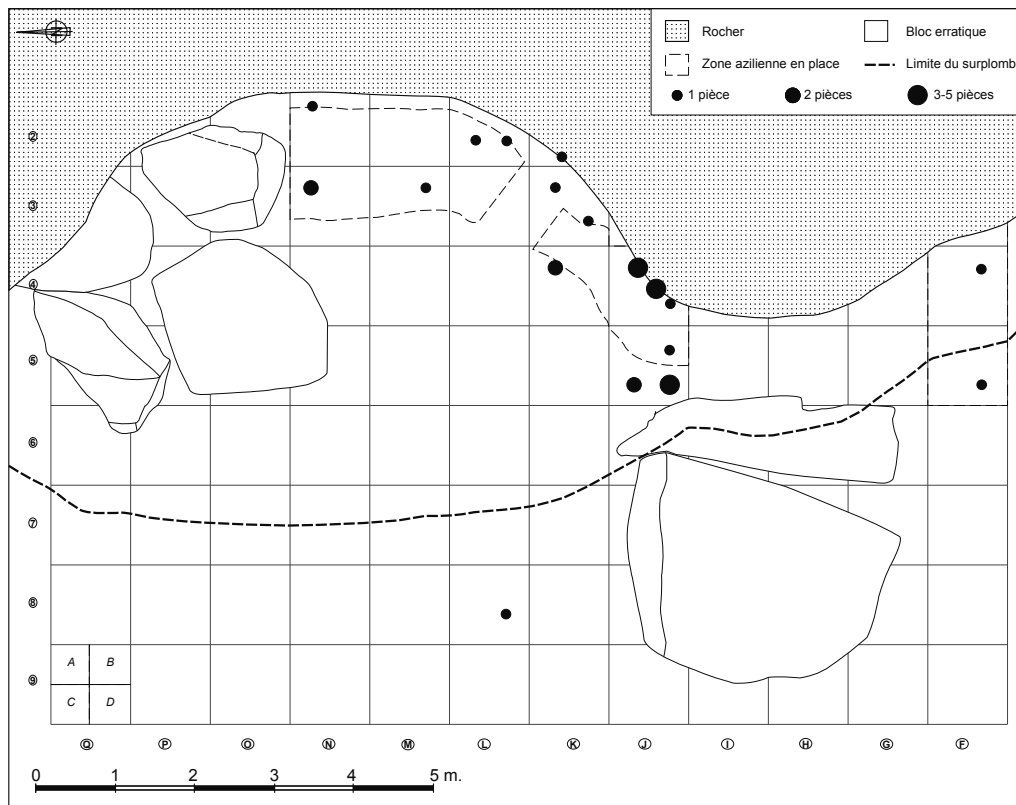 N
Rocher
Bloc erratique
Zone azilienne en place
Limite du surplomb
1 pièce
2 pièces
3-5 pièces
2
3
4
5
6
7
8
9
A B
C D
Q P O N M L K J I H G F
0 1 2 3 4 5 m.